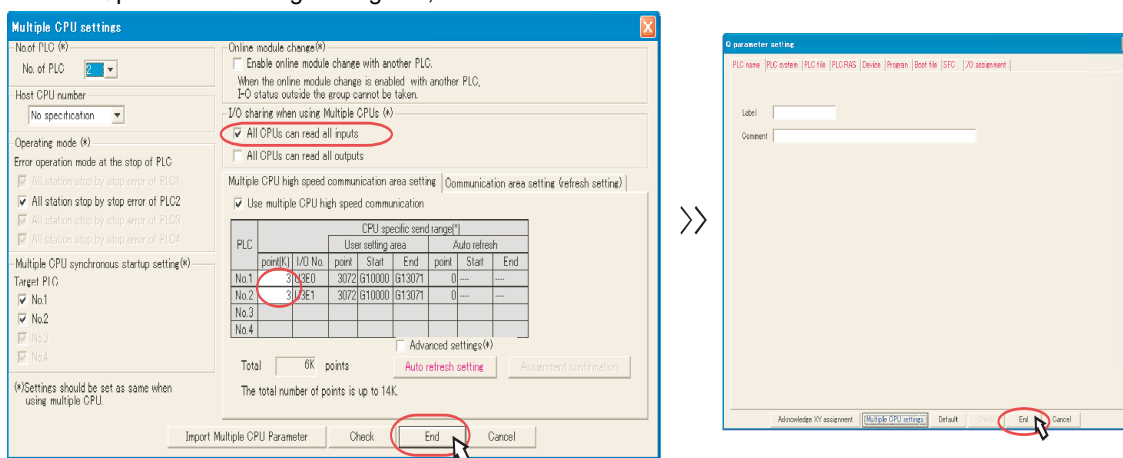 Multiple CPU settings
No.of PLC (*)
No. of PLC 2
Host CPU number
No specification
Operating mode (*)
Error operation mode at the stop of PLC
All station stop by stop error of PLC1
All station stop by stop error of PLC2
All station stop by stop error of PLC3
All station stop by stop error of PLC4
Multiple CPU synchronous startup setting(*)
Target PLC
No.1
No.2
No.3
No.4
(*)Settings should be set as same when
using multiple CPU.
Online module change(*)
Enable online module change with another PLC.
When the online module change is enabled with another PLC,
I-O status outside the group cannot be taken.
I/O sharing when using Multiple CPUs (*)
All CPUs can read all inputs
All CPUs can read all outputs
Multiple CPU high speed communication area setting Communication area setting (refresh setting)
Use multiple CPU high speed communication
CPU specific send range(*)
PLC User setting area Auto refresh
point(K) I/O No. point Start End point Start End
No.1 3 U3E0 3072 G10000 G13071 0 ---- ----
No.2 3 U3E1 3072 G10000 G13071 0 ---- ----
No.3
No.4
Advanced settings(*)
Total 6K points Auto refresh setting Assignment confirmation
The total number of points is up to 14K.
Import Multiple CPU Parameter Check End Cancel
Q parameter setting
PLC name PLC system PLC file PLC RAS Device Program Boot file SFC I/O assignment
Label
Comment
Acknowledge XY assignment Multiple CPU settings Default Check End Cancel